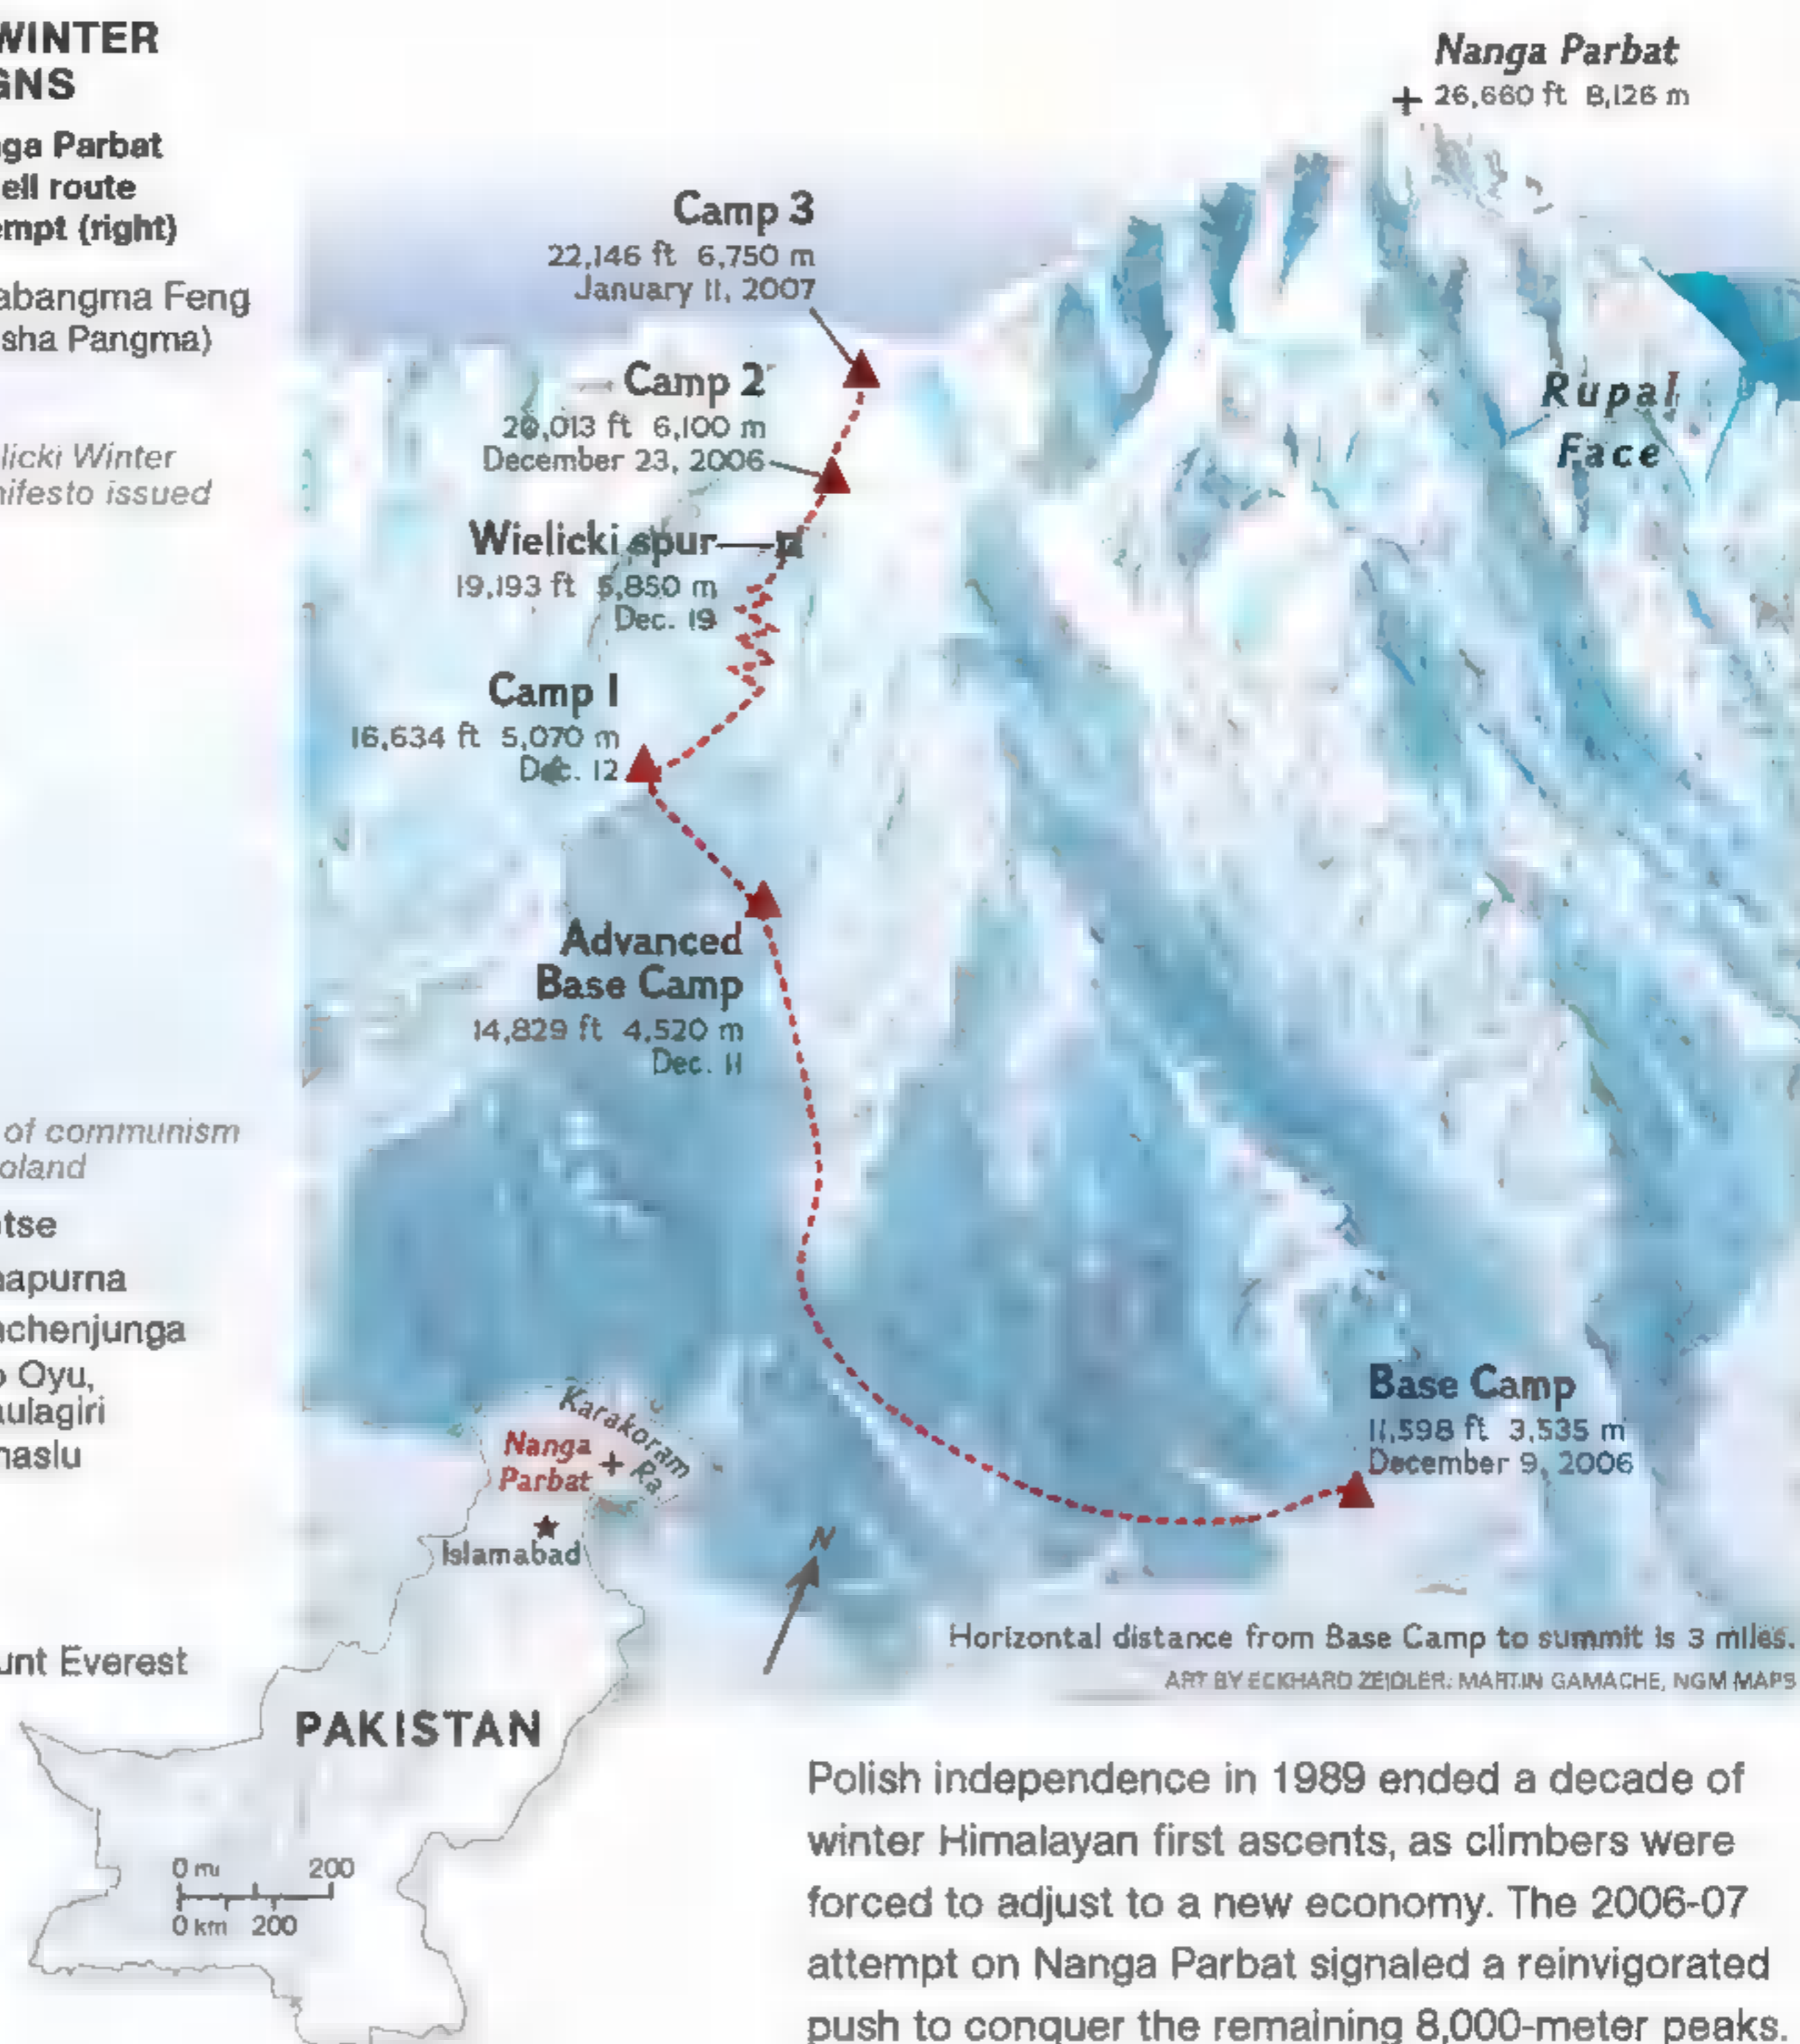 WINTER
GNS
ga Parbat
ell route
empt (right)
abangma Feng
sha Pangma)
licki Winter
nifesto issued
of communism
oland
otse
napurna
nchenjunga
o Oyu,
aulagiri
naslu
unt Everest
Nanga Parbat
+ 26,660 ft 8,126 m
Camp 3
22,146 ft 6,750 m
January 11, 2007
Camp 2
20,013 ft 6,100 m
December 23, 2006
Rupal
Face
Wielicki spur
19,193 ft 5,850 m
Dec. 19
Camp 1
16,634 ft 5,070 m
Dec. 12
Advanced
Base Camp
14,829 ft 4,520 m
Dec. 11
Base Camp
11,598 ft 3,535 m
December 9, 2006
Karakoram
Ra
Nanga
Parbat
Islamabad
N
Horizontal distance from Base Camp to summit is 3 miles.
ART BY ECKHARD ZEIDLER: MARTIN GAMACHE, NGM MAPS
PAKISTAN
0 mi 200
0 km 200
Polish independence in 1989 ended a decade of
winter Himalayan first ascents, as climbers were
forced to adjust to a new economy. The 2006-07
attempt on Nanga Parbat signaled a reinvigorated
push to conquer the remaining 8,000-meter peaks.